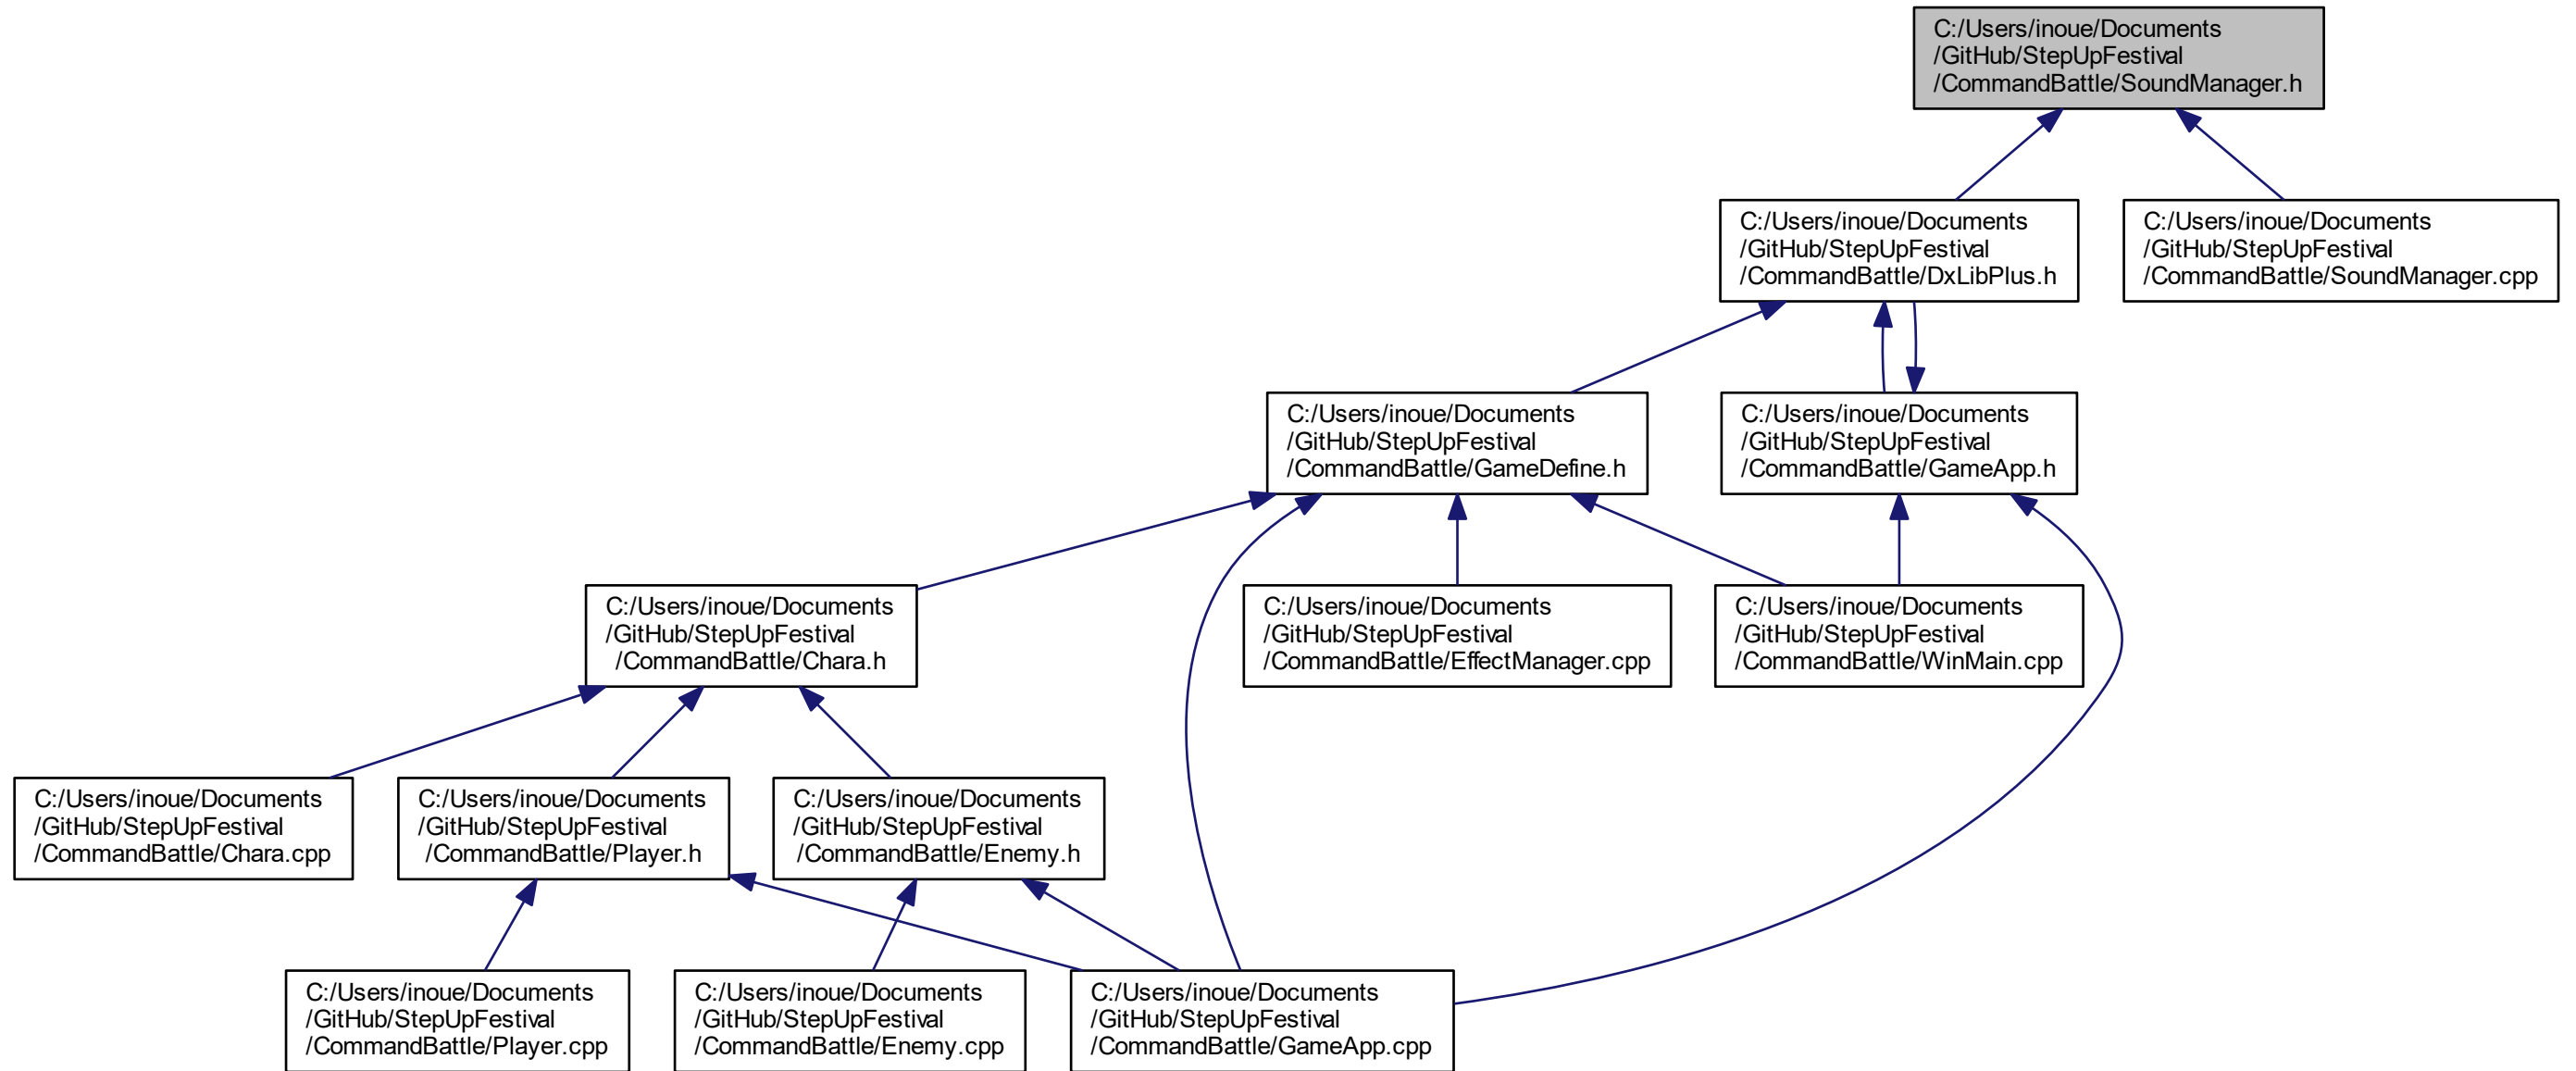 C:/Users/inoue/Documents
/GitHub/StepUpFestival
/CommandBattle/SoundManager.h
C:/Users/inoue/Documents
/GitHub/StepUpFestival
/CommandBattle/DxLibPlus.h
C:/Users/inoue/Documents
/GitHub/StepUpFestival
/CommandBattle/SoundManager.cpp
C:/Users/inoue/Documents
/GitHub/StepUpFestival
/CommandBattle/GameDefine.h
C:/Users/inoue/Documents
/GitHub/StepUpFestival
/CommandBattle/GameApp.h
C:/Users/inoue/Documents
/GitHub/StepUpFestival
/CommandBattle/Chara.h
C:/Users/inoue/Documents
/GitHub/StepUpFestival
/CommandBattle/EffectManager.cpp
C:/Users/inoue/Documents
/GitHub/StepUpFestival
/CommandBattle/WinMain.cpp
C:/Users/inoue/Documents
/GitHub/StepUpFestival
/CommandBattle/Chara.cpp
C:/Users/inoue/Documents
/GitHub/StepUpFestival
/CommandBattle/Player.h
C:/Users/inoue/Documents
/GitHub/StepUpFestival
/CommandBattle/Enemy.h
C:/Users/inoue/Documents
/GitHub/StepUpFestival
/CommandBattle/Player.cpp
C:/Users/inoue/Documents
/GitHub/StepUpFestival
/CommandBattle/Enemy.cpp
C:/Users/inoue/Documents
/GitHub/StepUpFestival
/CommandBattle/GameApp.cpp